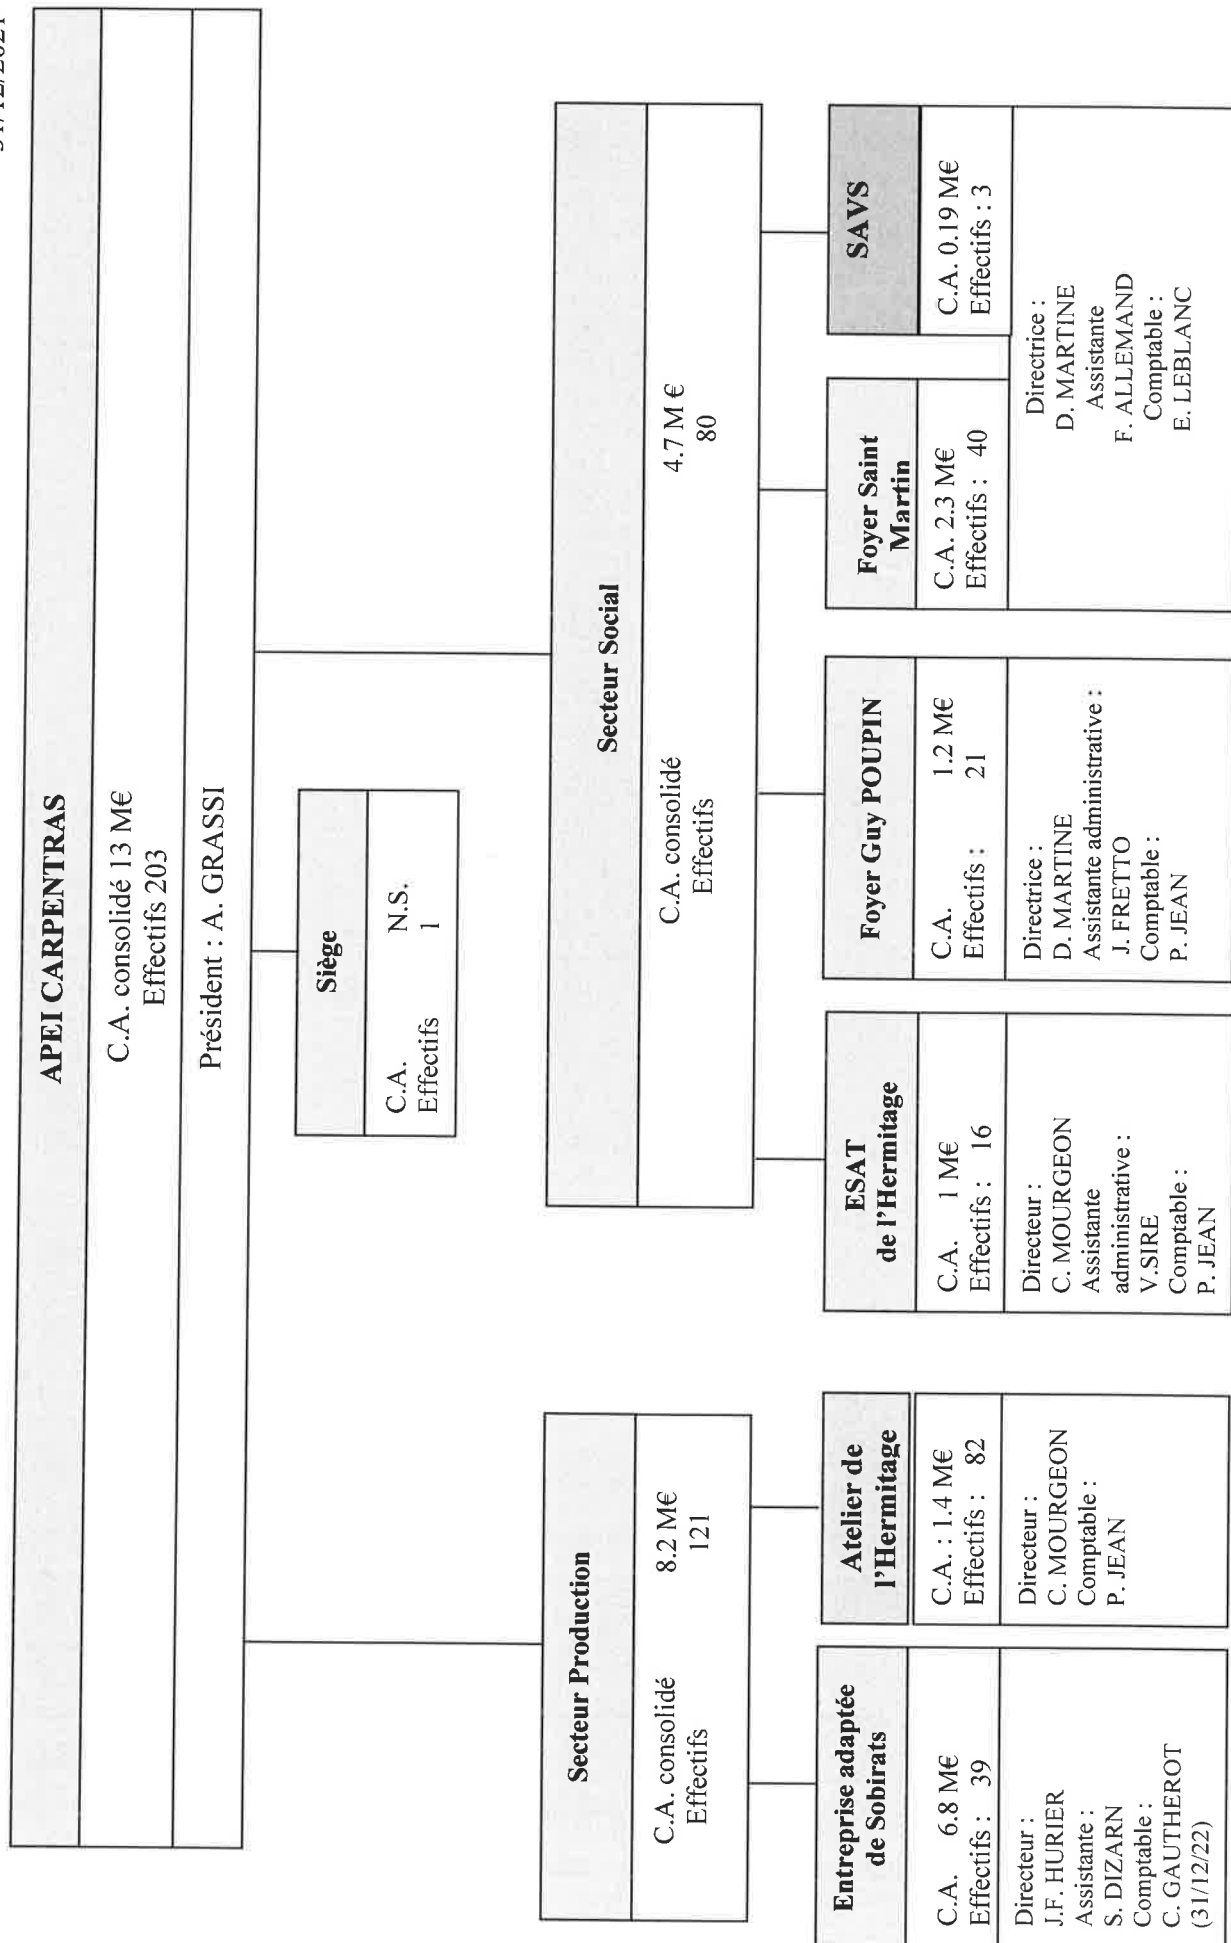 APEI CARPENTRAS
C.A. consolidé 13 M€
Effectifs 203
Président : A. GRASSI
Siège
C.A. N.S.
Effectifs 1
Secteur Production
C.A. consolidé 8.2 M€
Effectifs 121
Secteur Social
C.A. consolidé 4.7 M €
Effectifs 80
Entreprise adaptée
de Sobirats
C.A. 6.8 M€
Effectifs : 39
Directeur :
J.F. HURIER
Assistante :
S. DIZARN
Comptable :
C. GAUTHEROT
(31/12/22)
Atelier de
l'Hermitage
C.A. : 1.4 M€
Effectifs : 82
Directeur :
C. MOURGEON
Comptable :
P. JEAN
ESAT
de l'Hermitage
C.A. 1 M€
Effectifs : 16
Directeur :
C. MOURGEON
Assistante
administrative :
V.SIRE
Comptable :
P. JEAN
Foyer Guy POUPIN
C.A. 1.2 M€
Effectifs : 21
Directrice :
D. MARTINE
Assistante administrative :
J. FRETTO
Comptable :
P. JEAN
Foyer Saint
Martin
C.A. 2.3 M€
Effectifs : 40
SAVS
C.A. 0.19 M€
Effectifs : 3
Directrice :
D. MARTINE
Assistante
F. ALLEMAND
Comptable :
E. LEBLANC